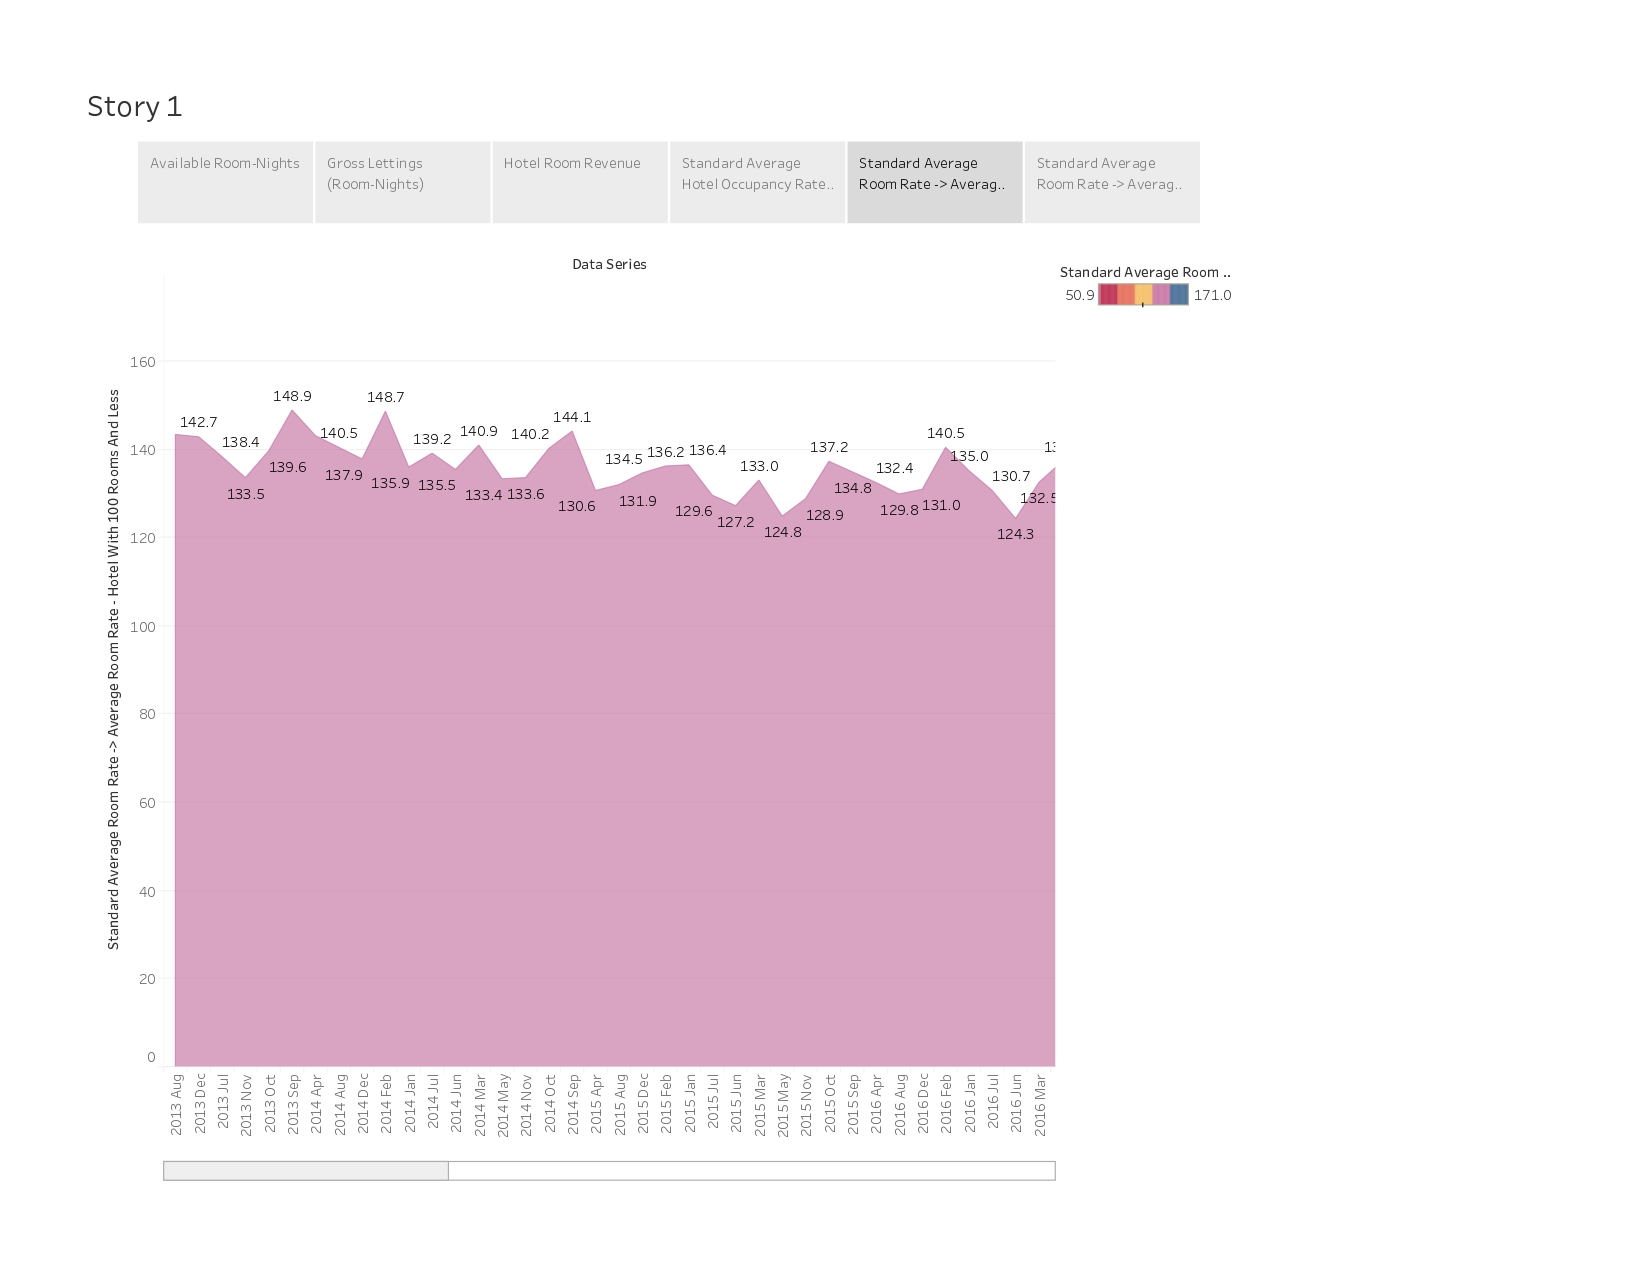 Story 1
Available Room-Nights
Gross Lettings
(Room-Nights)
Hotel Room Revenue
Standard Average
Hotel Occupancy Rate..
Standard Average
Room Rate -> Averag..
Standard Average
Room Rate -> Averag..
Data Series
Standard Average Room ..
50.9
171.0
Standard Average Room Rate -> Average Room Rate - Hotel With 100 Rooms And Less
160
140
120
100
80
60
40
20
0
142.7
138.4
133.5
139.6
148.9
140.5
137.9
148.7
135.9
139.2
135.5
140.9
133.4
133.6
140.2
144.1
130.6
134.5
131.9
136.2
136.4
129.6
127.2
133.0
124.8
128.9
137.2
134.8
132.4
129.8
131.0
140.5
135.0
130.7
124.3
132.5
2013 Aug
2013 Dec
2013 Jul
2013 Nov
2013 Oct
2013 Sep
2014 Apr
2014 Aug
2014 Dec
2014 Feb
2014 Jan
2014 Jul
2014 Jun
2014 Mar
2014 May
2014 Nov
2014 Oct
2014 Sep
2015 Apr
2015 Aug
2015 Dec
2015 Feb
2015 Jan
2015 Jul
2015 Jun
2015 Mar
2015 May
2015 Nov
2015 Oct
2015 Sep
2016 Apr
2016 Aug
2016 Dec
2016 Feb
2016 Jan
2016 Jul
2016 Jun
2016 Mar